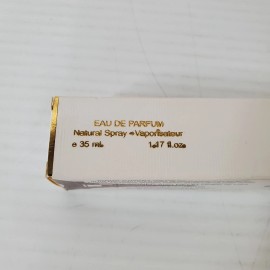 EAU DE PARFUM
Natural Spray - Vaporisateur
e 35 ml. 1.17 fl.oz.